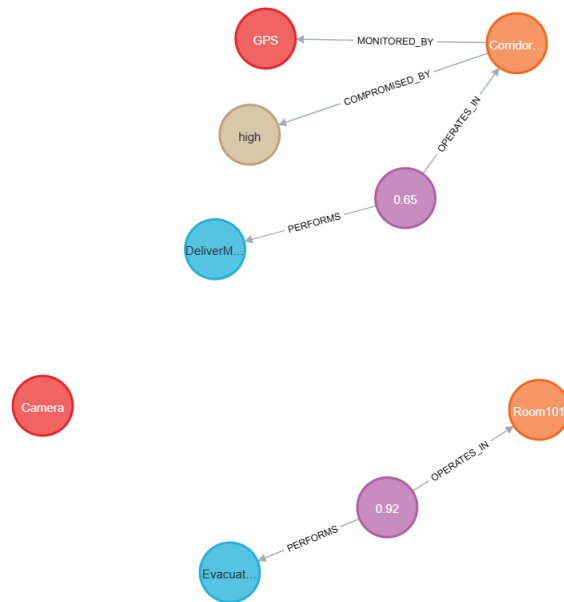 GPS
MONITORED_BY
Corridor...
COMPROMISED_BY
high
OPERATES_IN
0.65
PERFORMS
DeliverM...
Camera
Room101
OPERATES_IN
0.92
PERFORMS
Evacuat...